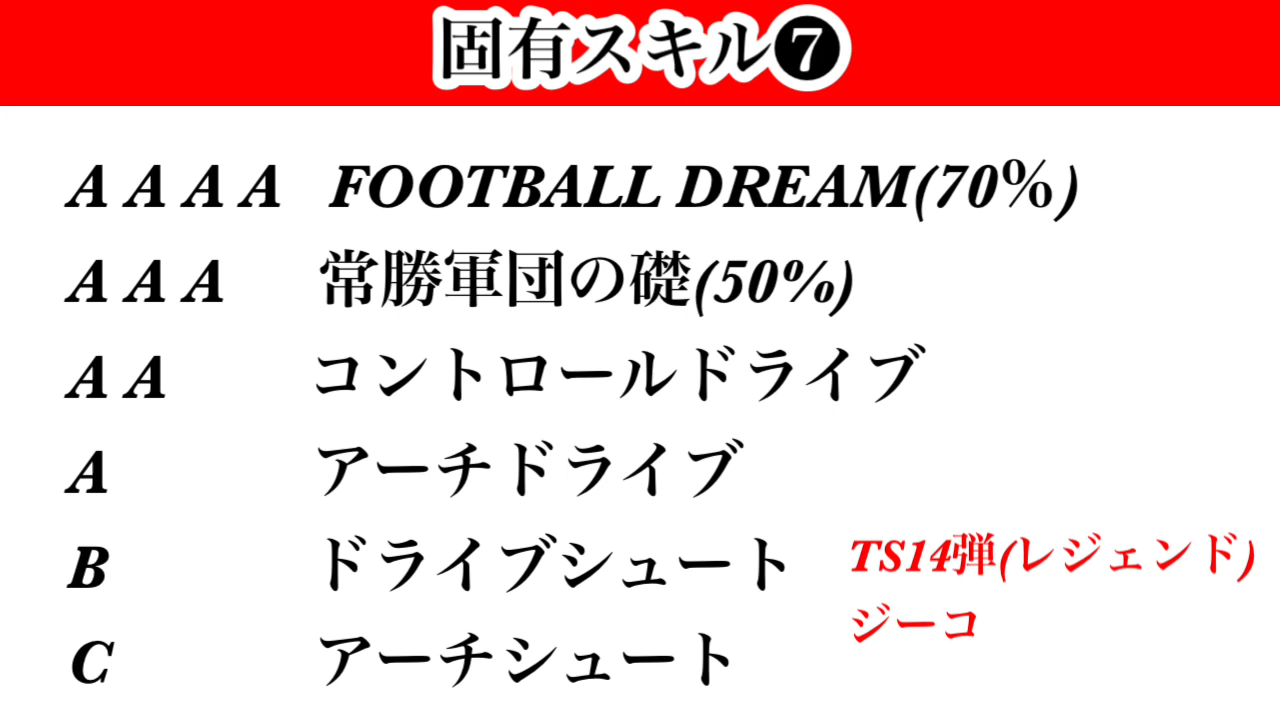 固有スキル❼
A A A A FOOTBALL DREAM(70%)
A A A 常勝軍団の礎(50%)
A A コントロールドライブ
A アーチドライブ
B ドライブシュート
TS14弾(レジェンド)
ジーコ
C アーチシュート